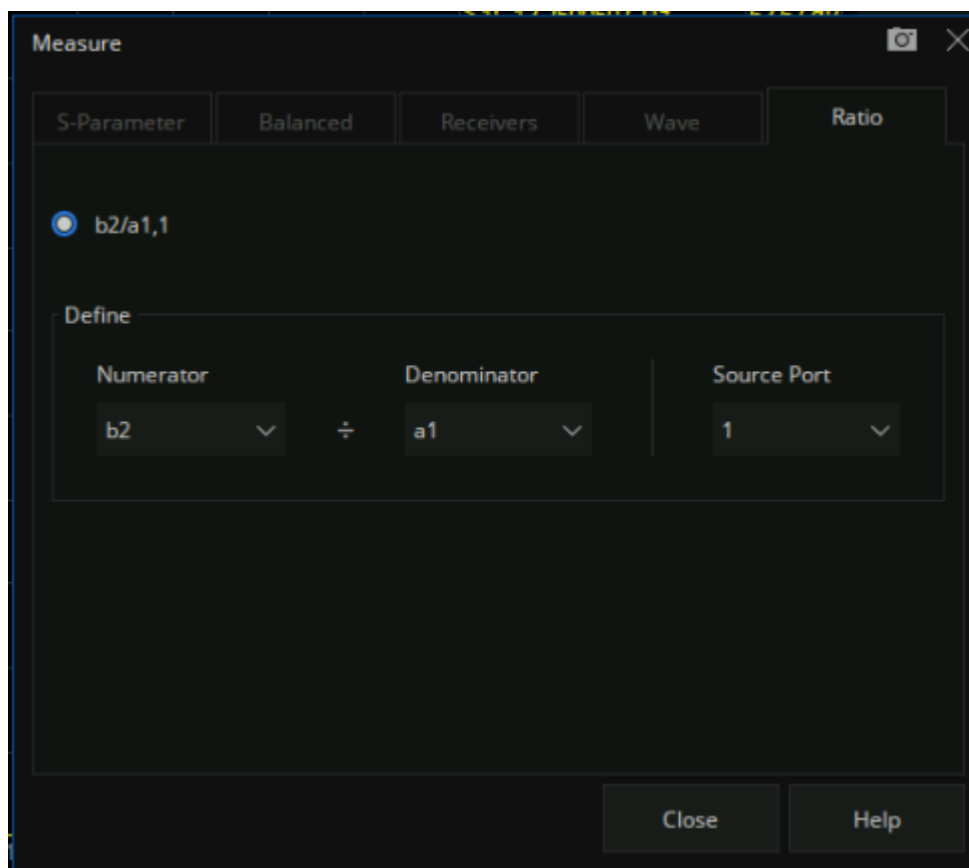 Measure
S-Parameter Balanced Receivers Wave Ratio
b2/a1,1
Define
Numerator Denominator Source Port
b2 ÷ a1 1
Close Help